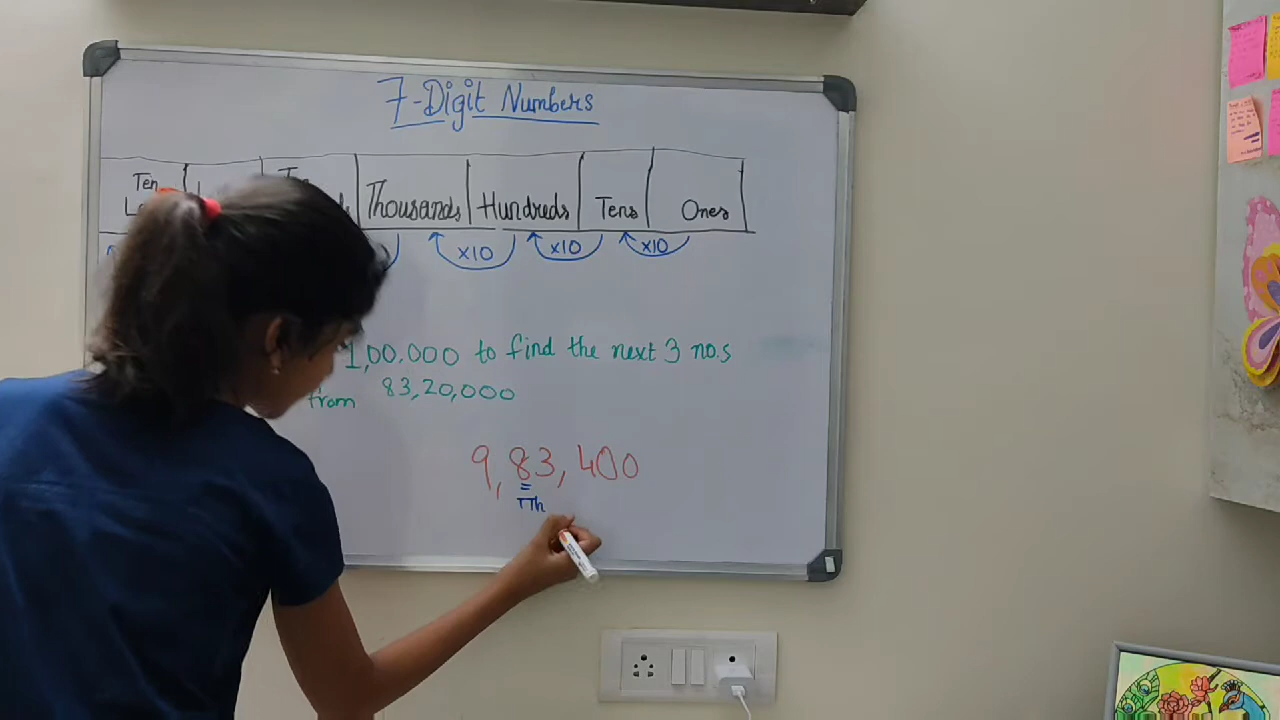 7-Digit Numbers
Ten Thousands Hundreds Tens Ones
x10 x10 x10
1,00,000 to find the next 3 no.s
from 83,20,000
9,83,400
TTh